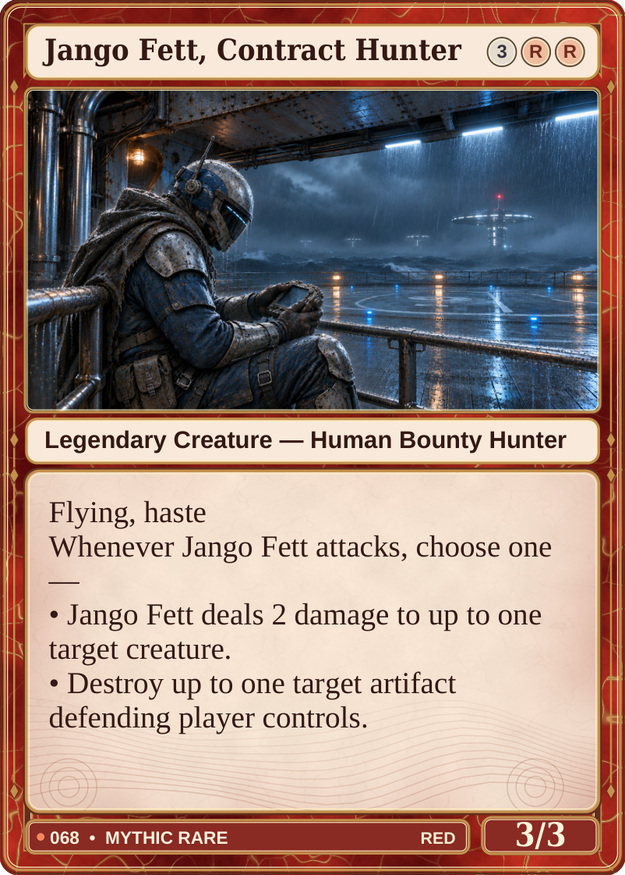 Jango Fett, Contract Hunter 3 R R
Legendary Creature — Human Bounty Hunter
Flying, haste
Whenever Jango Fett attacks, choose one
—
• Jango Fett deals 2 damage to up to one
target creature.
• Destroy up to one target artifact
defending player controls.
068 • MYTHIC RARE RED 3/3